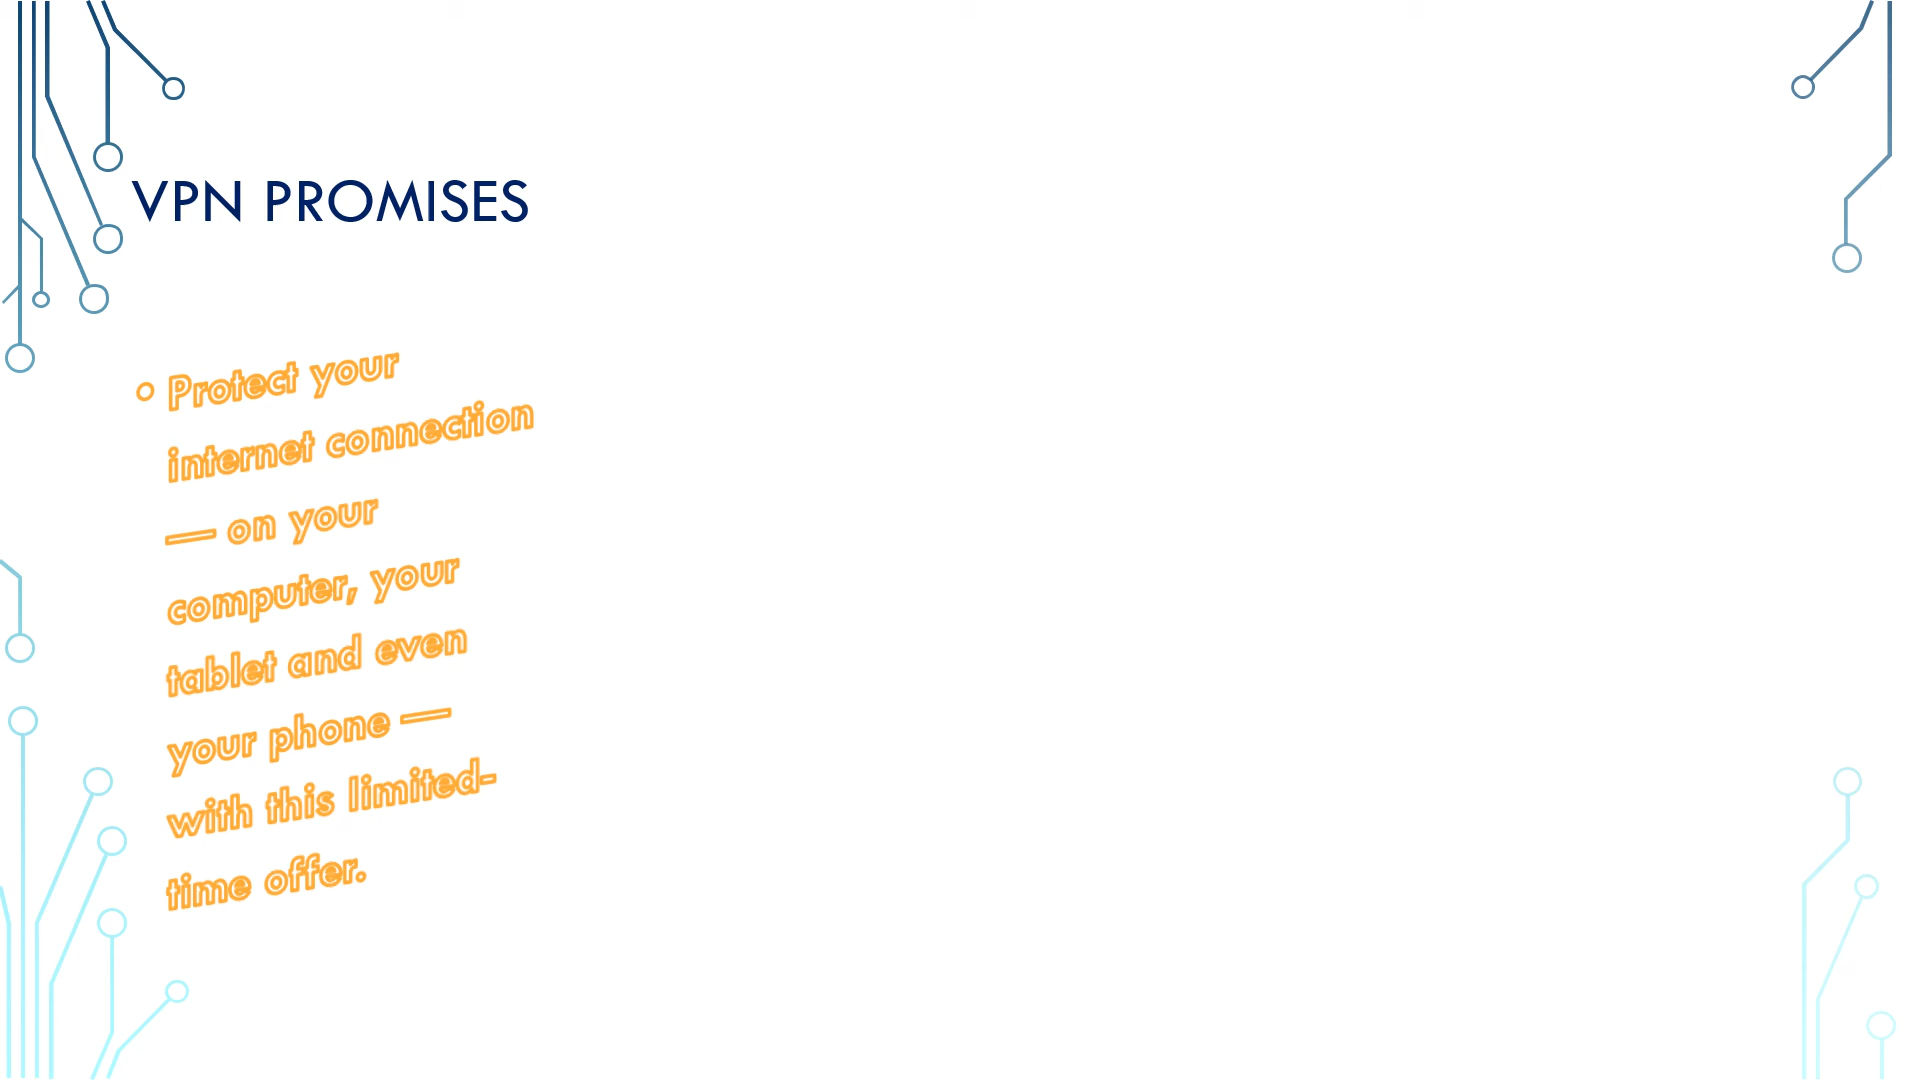 VPN PROMISES
Protect your
internet connection
— on your
computer, your
tablet and even
your phone —
with this limited-
time offer.